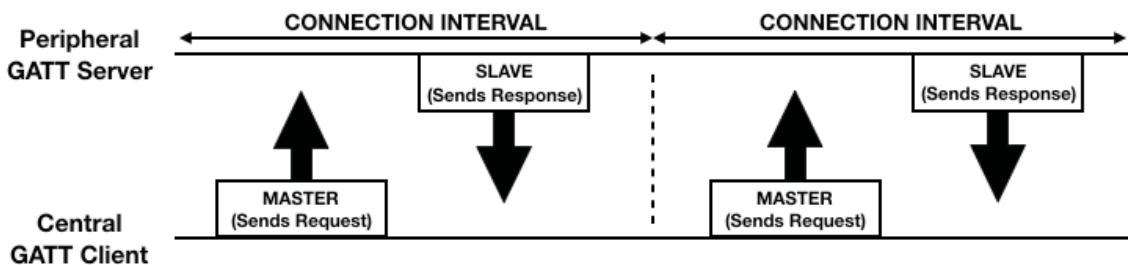 CONNECTION INTERVAL
CONNECTION INTERVAL
Peripheral
GATT Server
SLAVE
(Sends Response)
SLAVE
(Sends Response)
MASTER
(Sends Request)
MASTER
(Sends Request)
Central
GATT Client